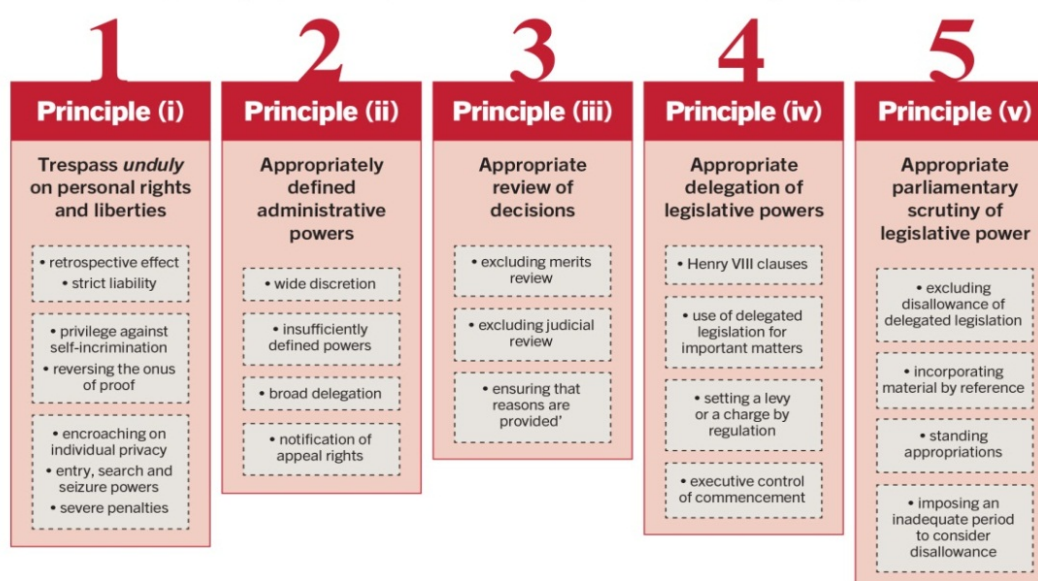 1
Principle (i)
Trespass unduly
on personal rights
and liberties
• retrospective effect
• strict liability
• privilege against
self-incrimination
• reversing the onus
of proof
• encroaching on
individual privacy
• entry, search and
seizure powers
• severe penalties
2
Principle (ii)
Appropriately
defined
administrative
powers
• wide discretion
• insufficiently
defined powers
• broad delegation
• notification of
appeal rights
3
Principle (iii)
Appropriate
review of
decisions
• excluding merits
review
• excluding judicial
review
• ensuring that
reasons are
provided’
4
Principle (iv)
Appropriate
delegation of
legislative powers
• Henry VIII clauses
• use of delegated
legislation for
important matters
• setting a levy
or a charge by
regulation
• executive control
of commencement
5
Principle (v)
Appropriate
parliamentary
scrutiny of
legislative power
• excluding
disallowance of
delegated legislation
• incorporating
material by reference
• standing
appropriations
• imposing an
inadequate period
to consider
disallowance